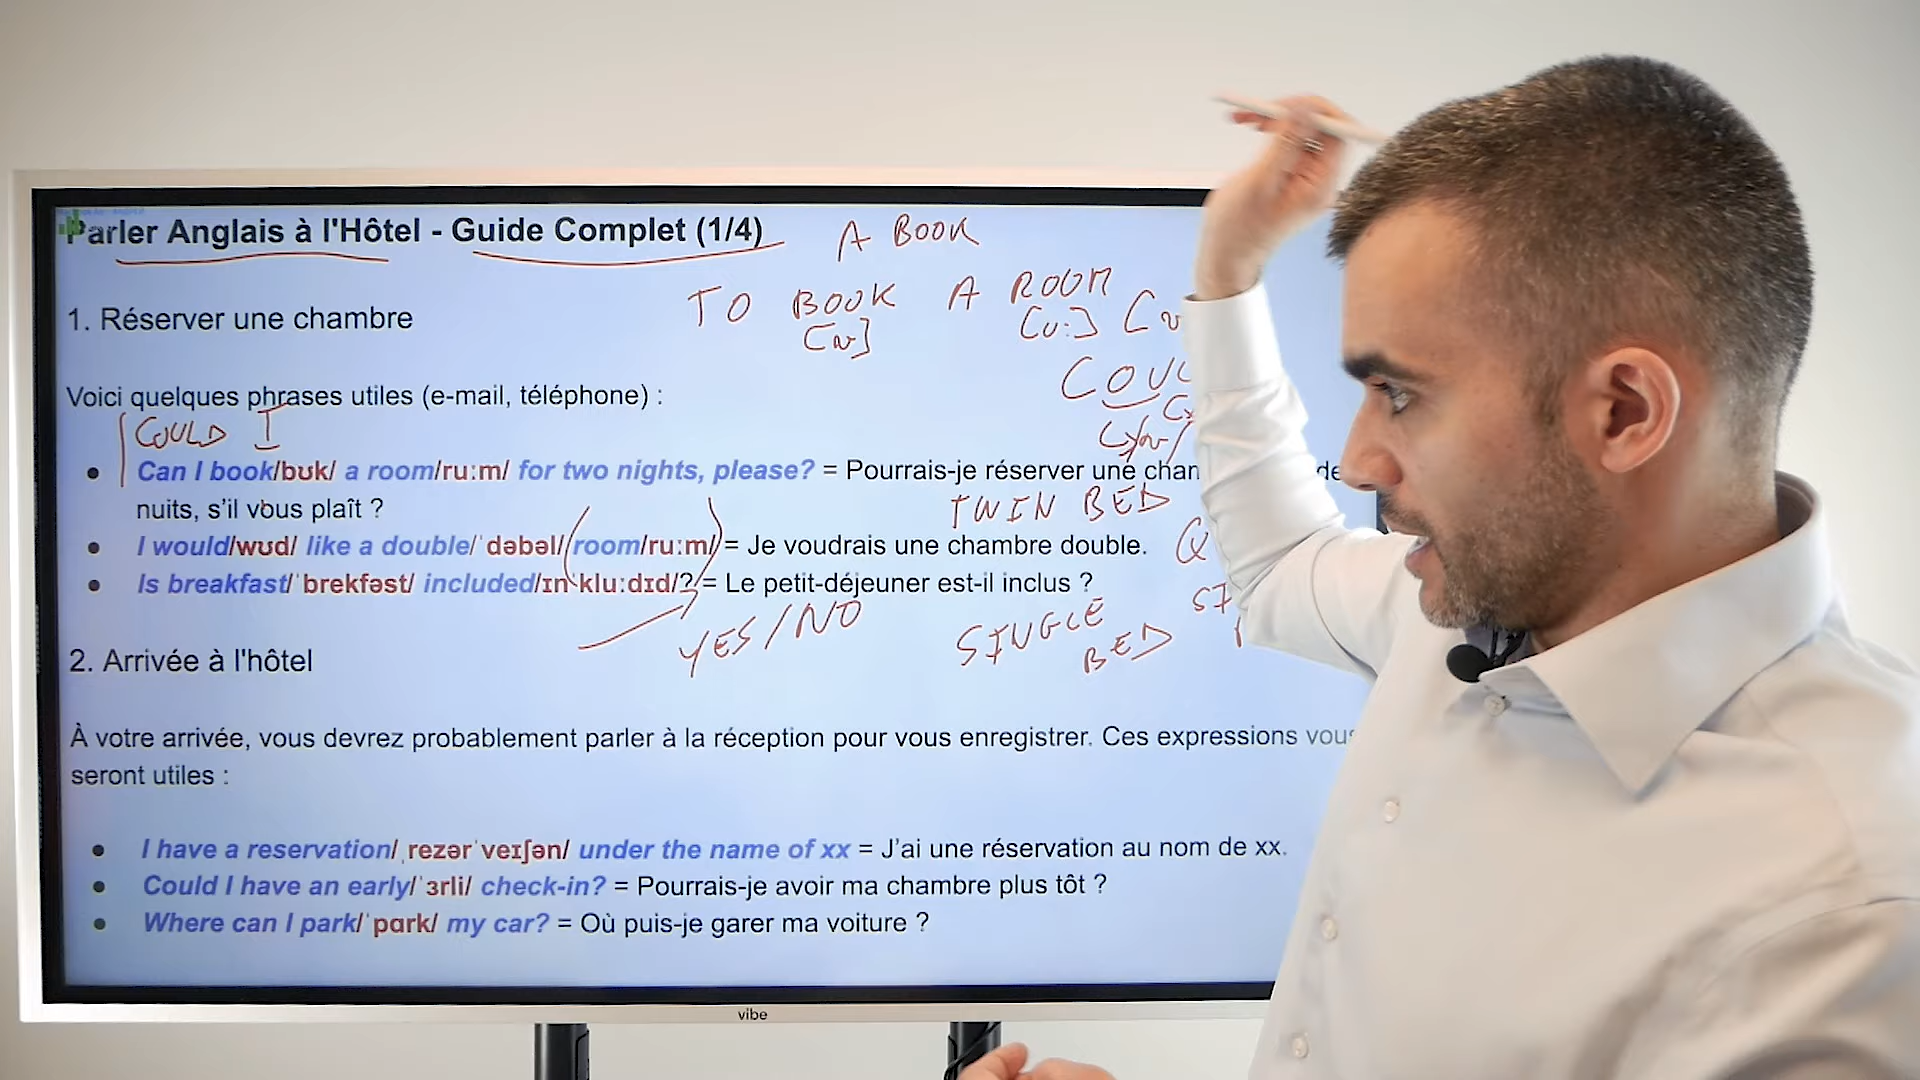 Parler Anglais à l'Hôtel - Guide Complet (1/4)
A BOOK
TO BOOK A ROOM
[ʊ] [u:]
1. Réserver une chambre
Voici quelques phrases utiles (e-mail, téléphone) :
COULD I
Can I book/bʊk/ a room/ruːm/ for two nights, please? = Pourrais-je réserver une
nuits, s'il vous plaît ?
TWIN BED
I would/wʊd/ like a double/ˈdəbəl/ room/ruːm/ = Je voudrais une chambre double.
Is breakfast/ˈbrekfəst/ included/ɪnˈkluːdɪd/? = Le petit-déjeuner est-il inclus ?
YES/NO
SINGLE
BED
2. Arrivée à l'hôtel
À votre arrivée, vous devrez probablement parler à la réception pour vous enregistrer. Ces expressions vous
seront utiles :
I have a reservation/ˌrezərˈveɪʃən/ under the name of xx = J'ai une réservation au nom de xx.
Could I have an early/ˈɜrli/ check-in? = Pourrais-je avoir ma chambre plus tôt ?
Where can I park/ˈpɑrk/ my car? = Où puis-je garer ma voiture ?
vibe